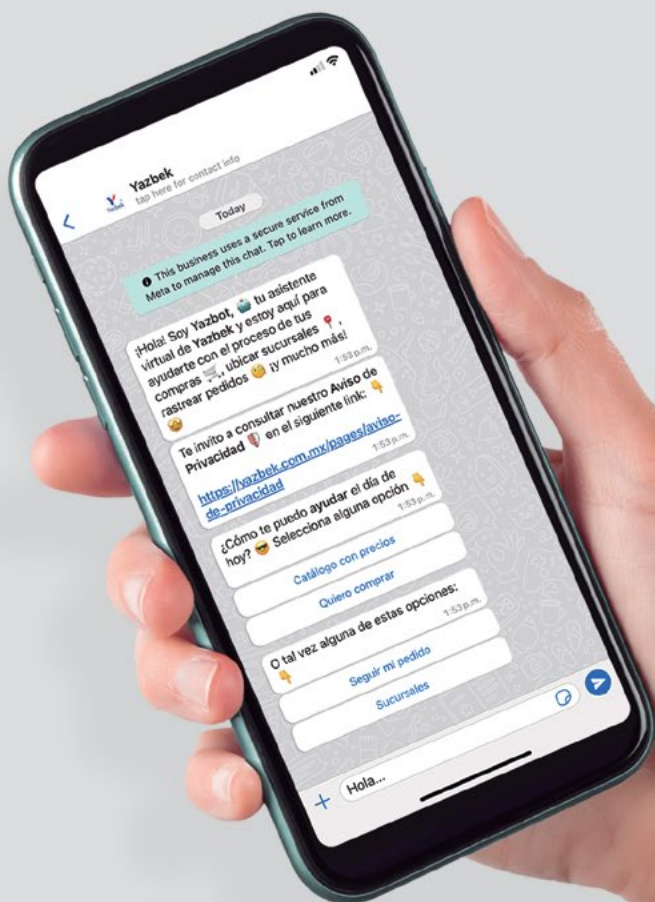 Yazbek
tap here for contact info
Yazbek
Today
This business uses a secure service from
Meta to manage this chat. Tap to learn more.
¡Hola! Soy Yazbot, 🤖 tu asistente
virtual de Yazbek y estoy aquí para
ayudarte con el proceso de tus
compras 🛒, ubicar sucursales 📍,
rastrear pedidos 🧐 ¡y mucho más!
🤩
1:53 p.m.
Te invito a consultar nuestro Aviso de
Privacidad 🛡️ en el siguiente link: 👇
https://yazbek.com.mx/pages/aviso-
de-privacidad
1:53 p.m.
¿Cómo te puedo ayudar el día de
hoy? 😎 Selecciona alguna opción 👇
1:53 p.m.
Catálogo con precios
Quiero comprar
O tal vez alguna de estas opciones:
👇
1:53 p.m.
Seguir mi pedido
Sucursales
Hola...